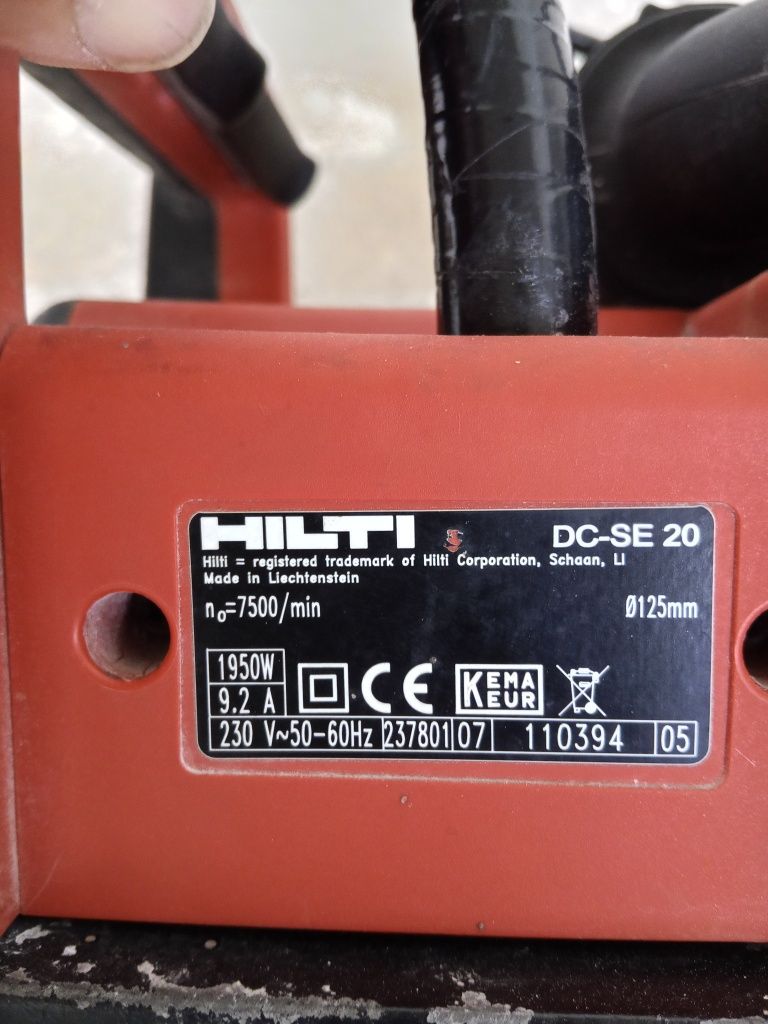 HILTI DC-SE 20
Hilti = registered trademark of Hilti Corporation, Schaan, LI
Made in Liechtenstein
n₀=7500/min Ø125mm
1950W
9.2 A
CE
KEMA
KEUR
230 V~50-60Hz 237801 07 110394 05